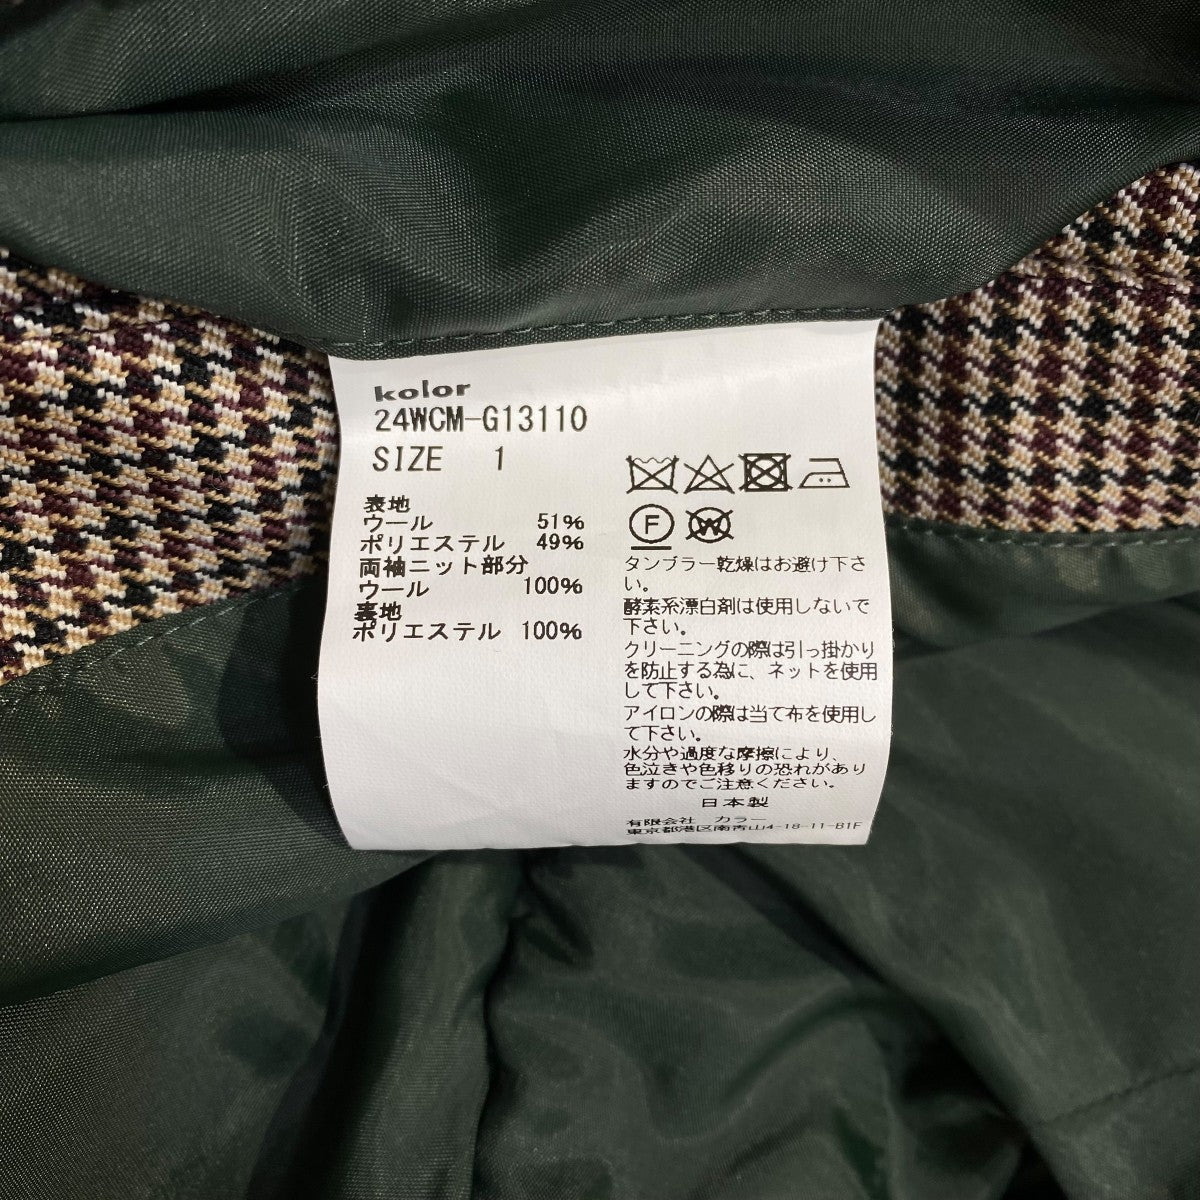 kolor
24WCM-G13110
SIZE 1
表地
ウール 51%
ポリエステル 49%
両袖ニット部分
ウール 100%
裏地
ポリエステル 100%
F
W
タンブラー乾燥はお避け下さ
い。
酵素系漂白剤は使用しないで
下さい。
クリーニングの際は引っ掛かり
を防止する為に、ネットを使用
して下さい。
アイロンの際は当て布を使用し
て下さい。
水分や過度な摩擦により、
色泣きや色移りの恐れがあり
ますのでご注意ください。
日本製
有限会社 カラー
東京都港区南青山4-18-11-B1F